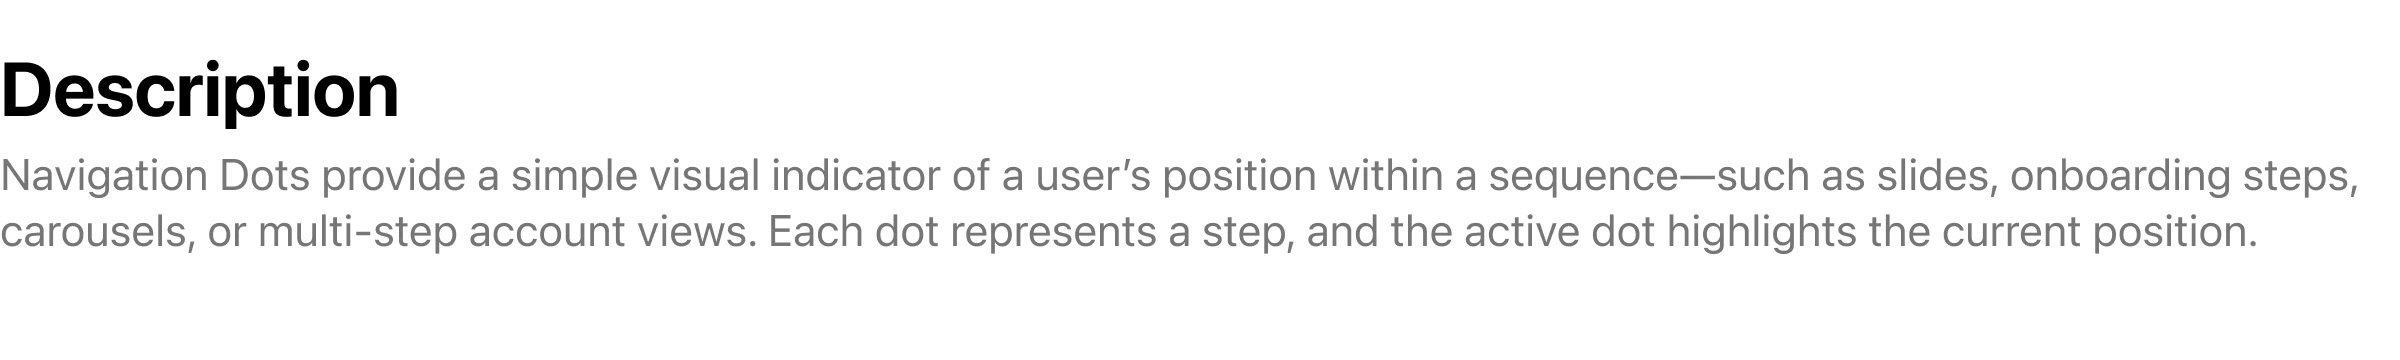 Description
Navigation Dots provide a simple visual indicator of a user’s position within a sequence—such as slides, onboarding steps,
carousels, or multi-step account views. Each dot represents a step, and the active dot highlights the current position.